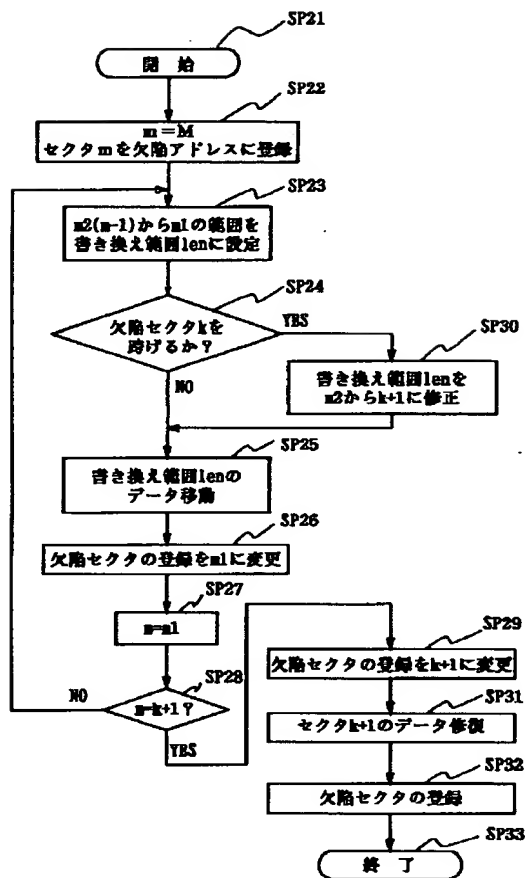 SP21
開 始
SP22
m=M
セクタmを欠陥アドレスに登録
SP23
m2(m-1)からm1の範囲を
書き換え範囲lenに設定
SP24
欠陥セクタkを
跨げるか?
YES
NO
SP30
書き換え範囲lenを
m2からk+1に修正
SP25
書き換え範囲lenの
データ移動
SP26
欠陥セクタの登録をm1に変更
SP27
m=m1
SP28
m=k+1?
NO
YES
SP29
欠陥セクタの登録をk+1に変更
SP31
セクタk+1のデータ修復
SP32
欠陥セクタの登録
SP33
終 了